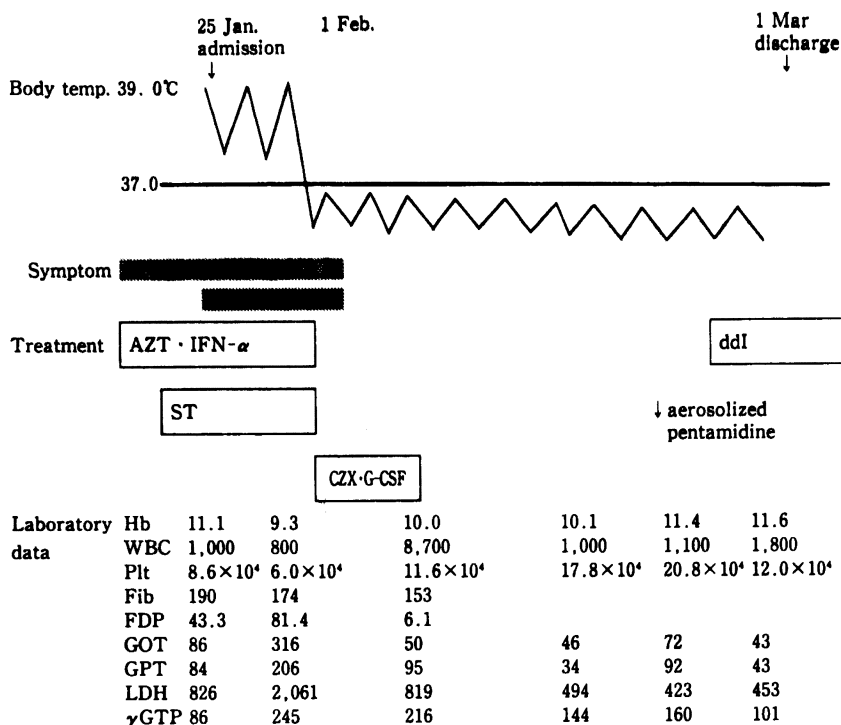 25 Jan. 1 Feb. 1 Mar
admission discharge
↓ ↓
Body temp. 39. 0℃
37.0
Symptom
Treatment AZT・IFN-α ddI
ST ↓ aerosolized
pentamidine
CZX・G-CSF
Laboratory Hb 11.1 9.3 10.0 10.1 11.4 11.6
data WBC 1,000 800 8,700 1,000 1,100 1,800
Plt 8.6×10⁴ 6.0×10⁴ 11.6×10⁴ 17.8×10⁴ 20.8×10⁴ 12.0×10⁴
Fib 190 174 153
FDP 43.3 81.4 6.1
GOT 86 316 50 46 72 43
GPT 84 206 95 34 92 43
LDH 826 2,061 819 494 423 453
γGTP 86 245 216 144 160 101